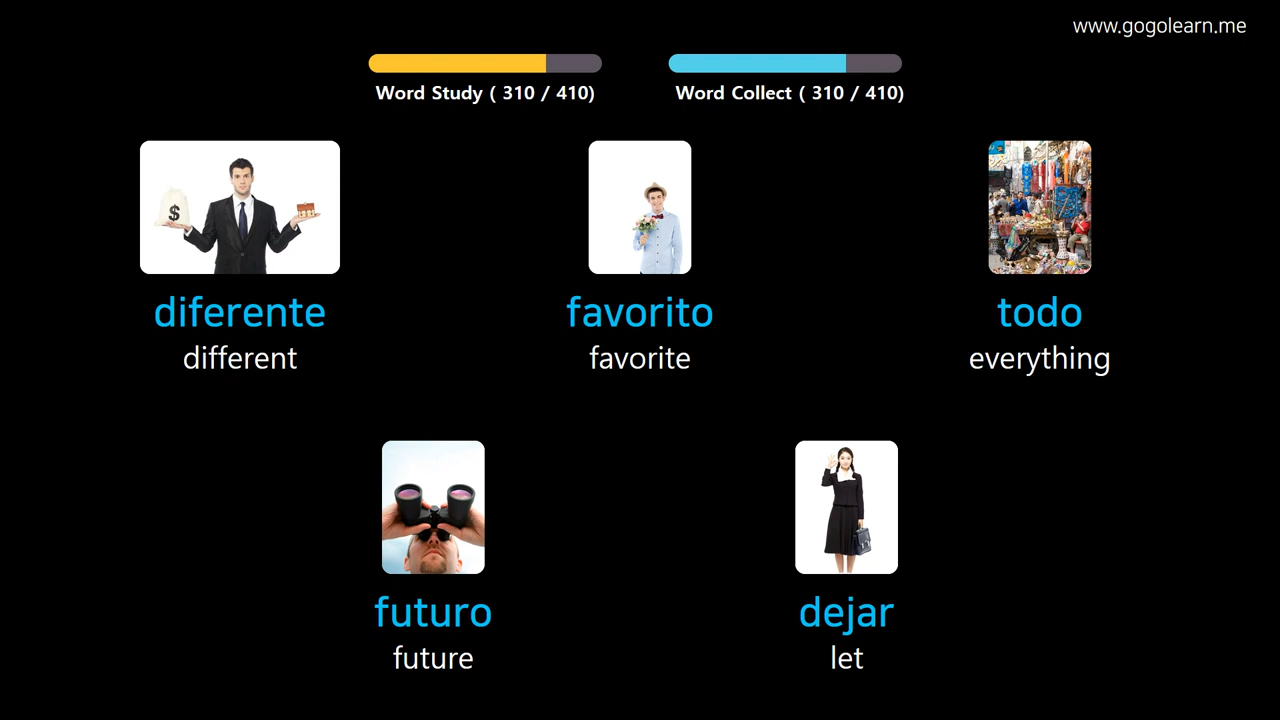 www.gogolearn.me
Word Study ( 310 / 410)
Word Collect ( 310 / 410)
$
diferente
different
favorito
favorite
todo
everything
futuro
future
dejar
let